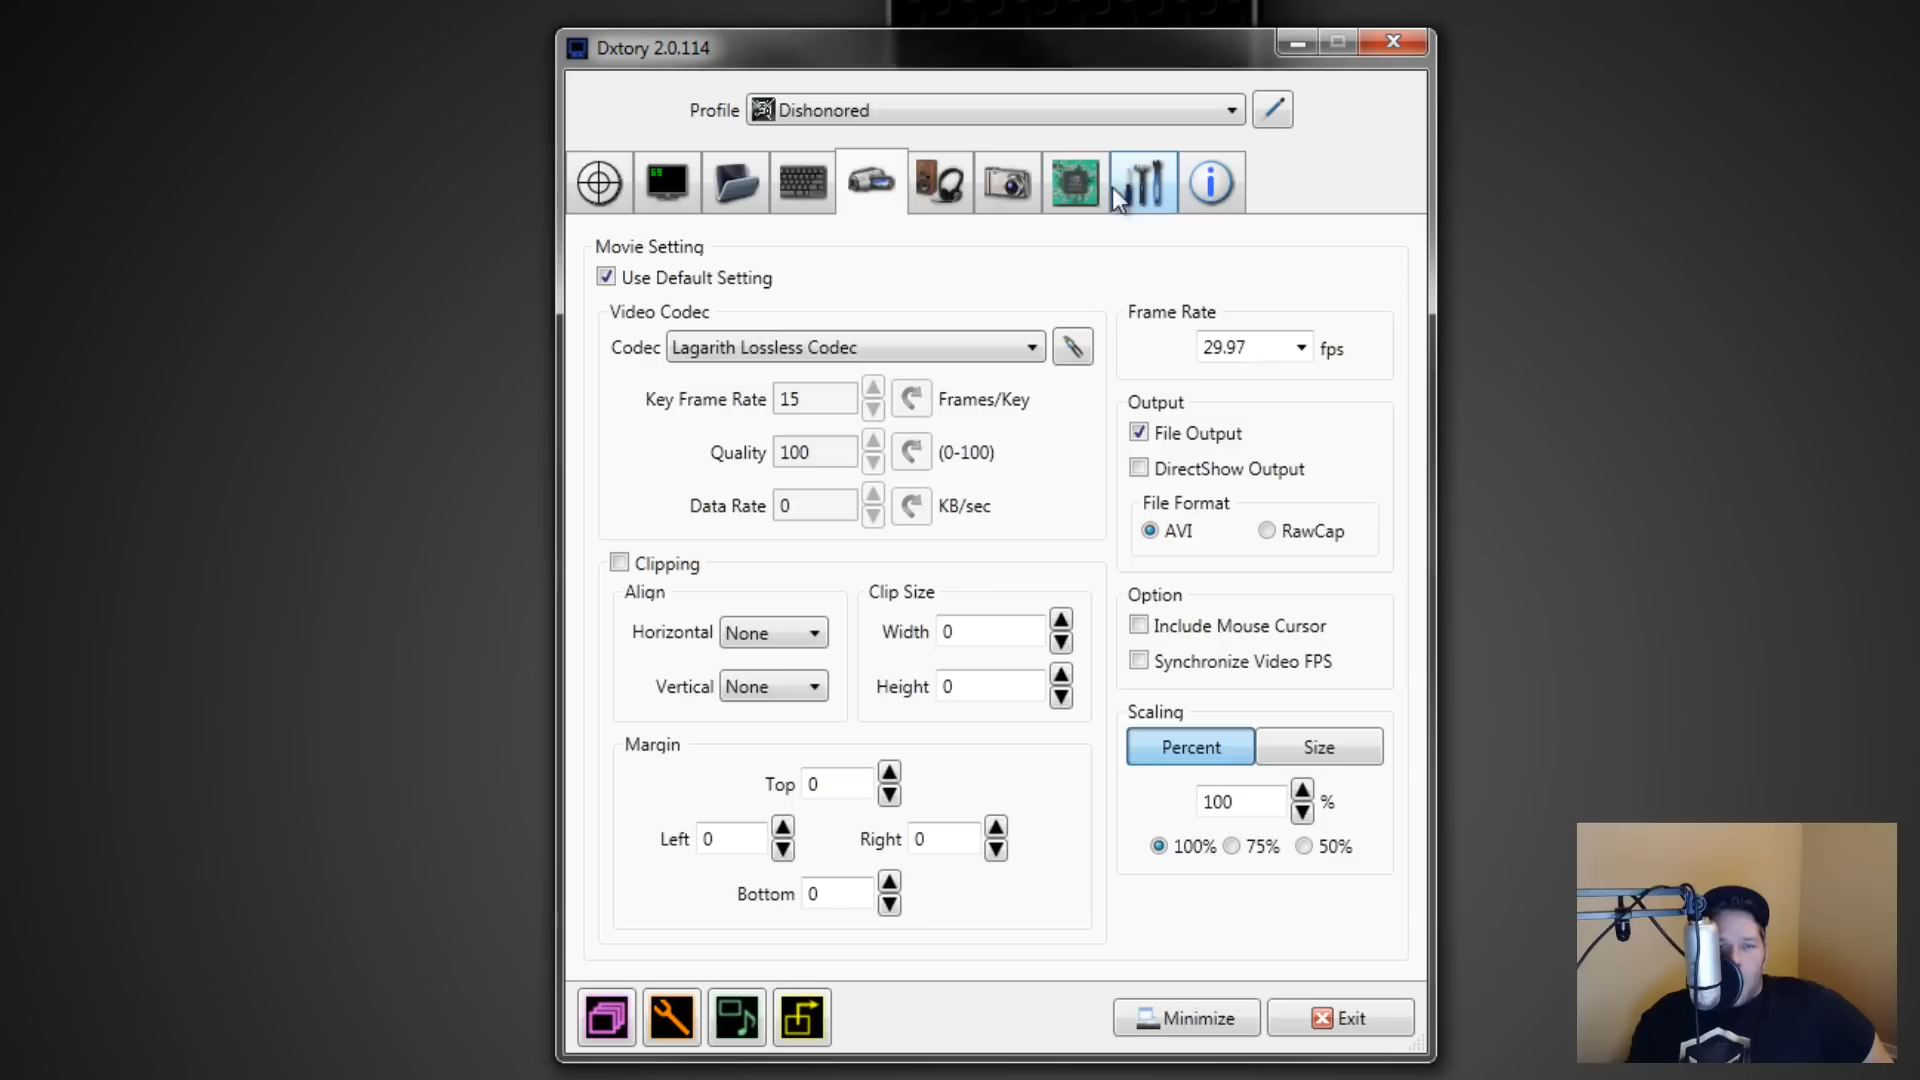 Dxtory 2.0.114
Profile Dishonored
69
Movie Setting
Use Default Setting
Video Codec
Codec Lagarith Lossless Codec
Key Frame Rate 15 Frames/Key
Quality 100 (0-100)
Data Rate 0 KB/sec
Frame Rate
29.97 fps
Output
File Output
DirectShow Output
File Format
AVI RawCap
Clipping
Align
Horizontal None
Vertical None
Clip Size
Width 0
Height 0
Option
Include Mouse Cursor
Synchronize Video FPS
Margin
Top 0
Left 0 Right 0
Bottom 0
Scaling
Percent Size
100 %
100% 75% 50%
Minimize Exit